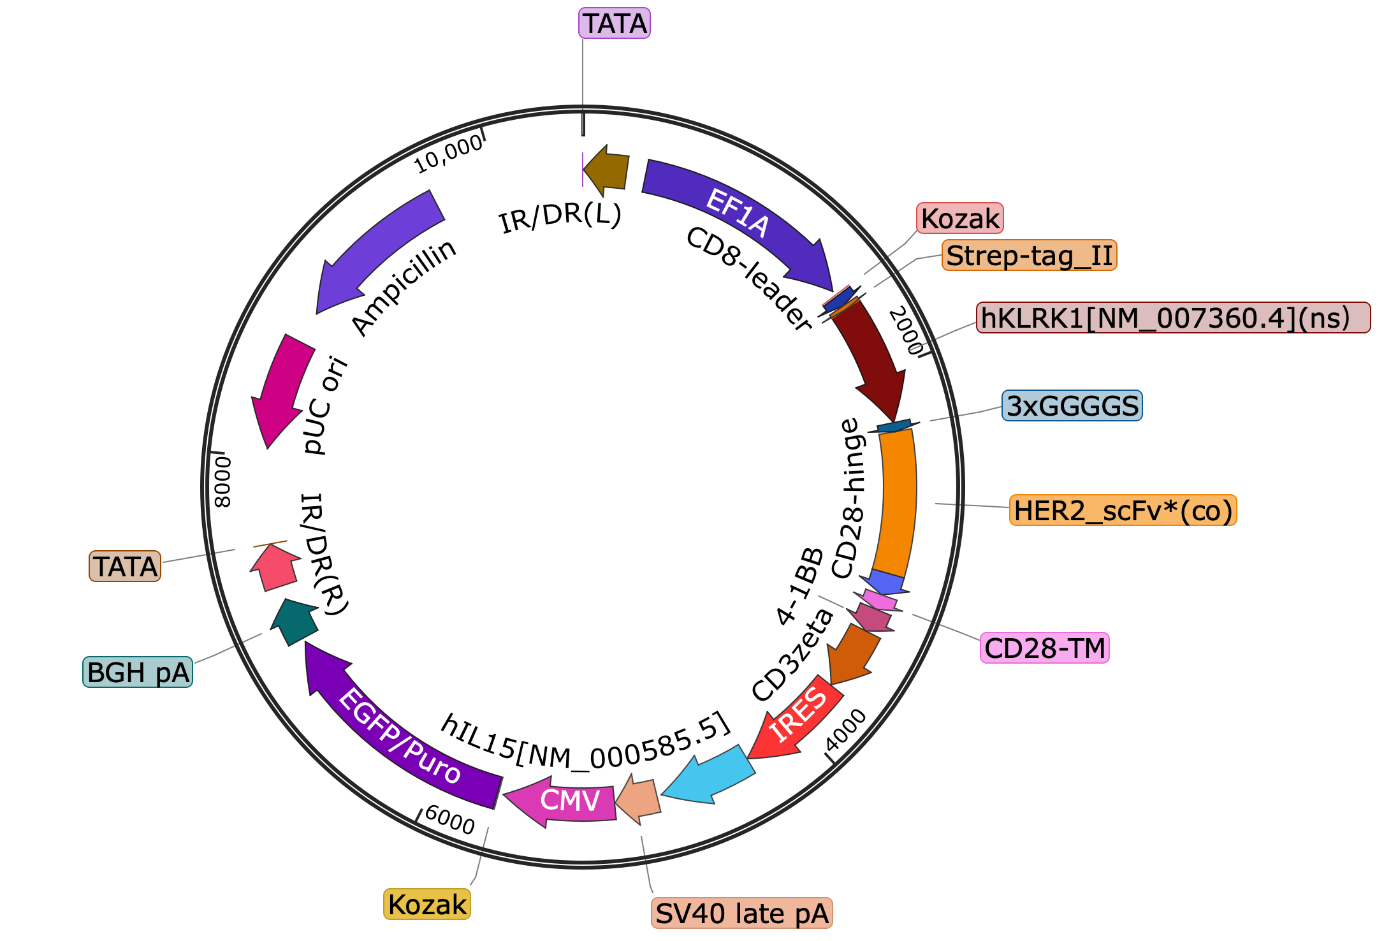 TATA
10,000
IR/DR(L)
EF1A
CD8-leader
Kozak
Strep-tag_II
2000
hKLRK1[NM_007360.4](ns)
Ampicillin
pUC ori
3xGGGGS
CD28-hinge
8000
HER2_scFv*(co)
IR/DR(R)
TATA
4-1BB
CD28-TM
CD3zeta
BGH pA
IRES
4000
EGFP/Puro
hIL15[NM_000585.5]
CMV
6000
Kozak
SV40 late pA